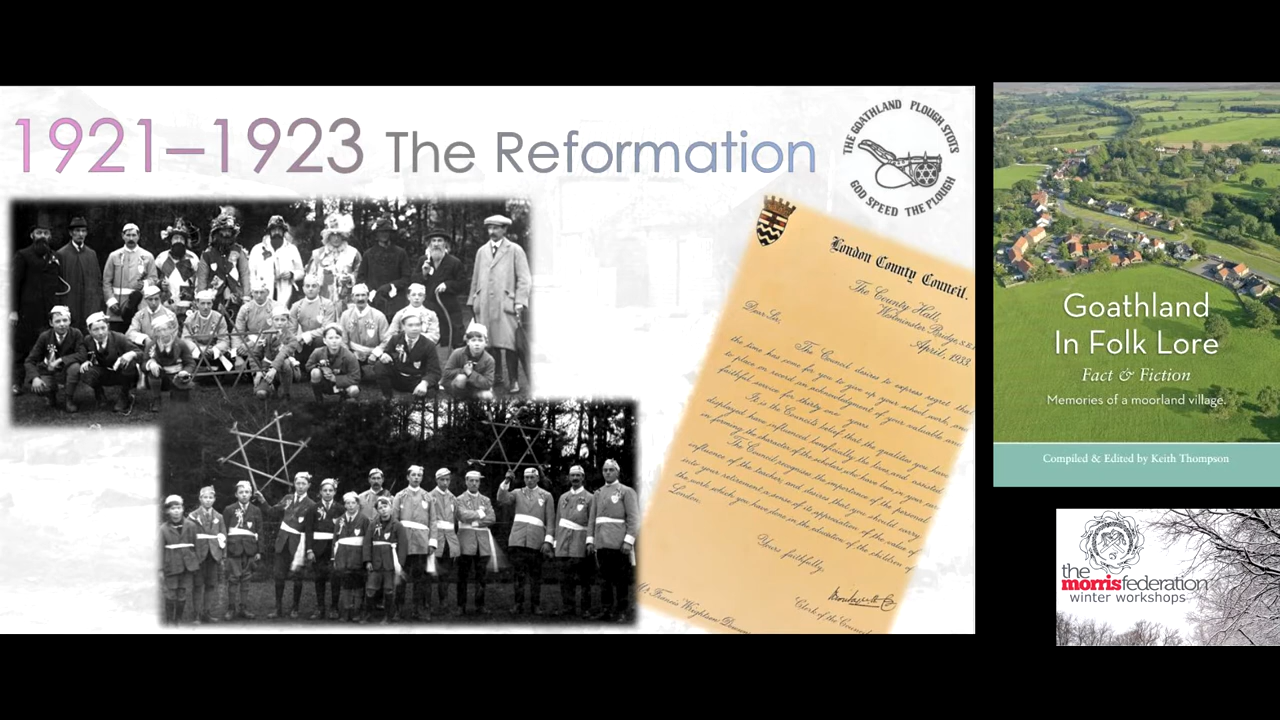 1921–1923 The Reformation
THE GOATHLAND PLOUGH STOTS
GOD SPEED THE PLOUGH
London County Council.
The County Hall,
Westminster Bridge, S.E.1
April, 1933.
Dear Sir,
The Council desires to express regret that
the time has come for you to give up your school work, and
to place on record an acknowledgment of your valuable and
faithful service for thirty one years
It is the Council's belief that the qualities you have
displayed have influenced beneficially the lives and assisted
in forming the character of the scholars who have been in your care
The Council recognises the importance of the personal
influence of the teacher, and desires that you should carry
into your retirement a sense of its appreciation of the value of
the work which you have done in the education of the children of
London.
Yours faithfully,
Clerk of the Council
Mr. Francis Wrightson
Goathland
In Folk Lore
Fact & Fiction
Memories of a moorland village.
Compiled & Edited by Keith Thompson
the
morrisfederation
winter workshops